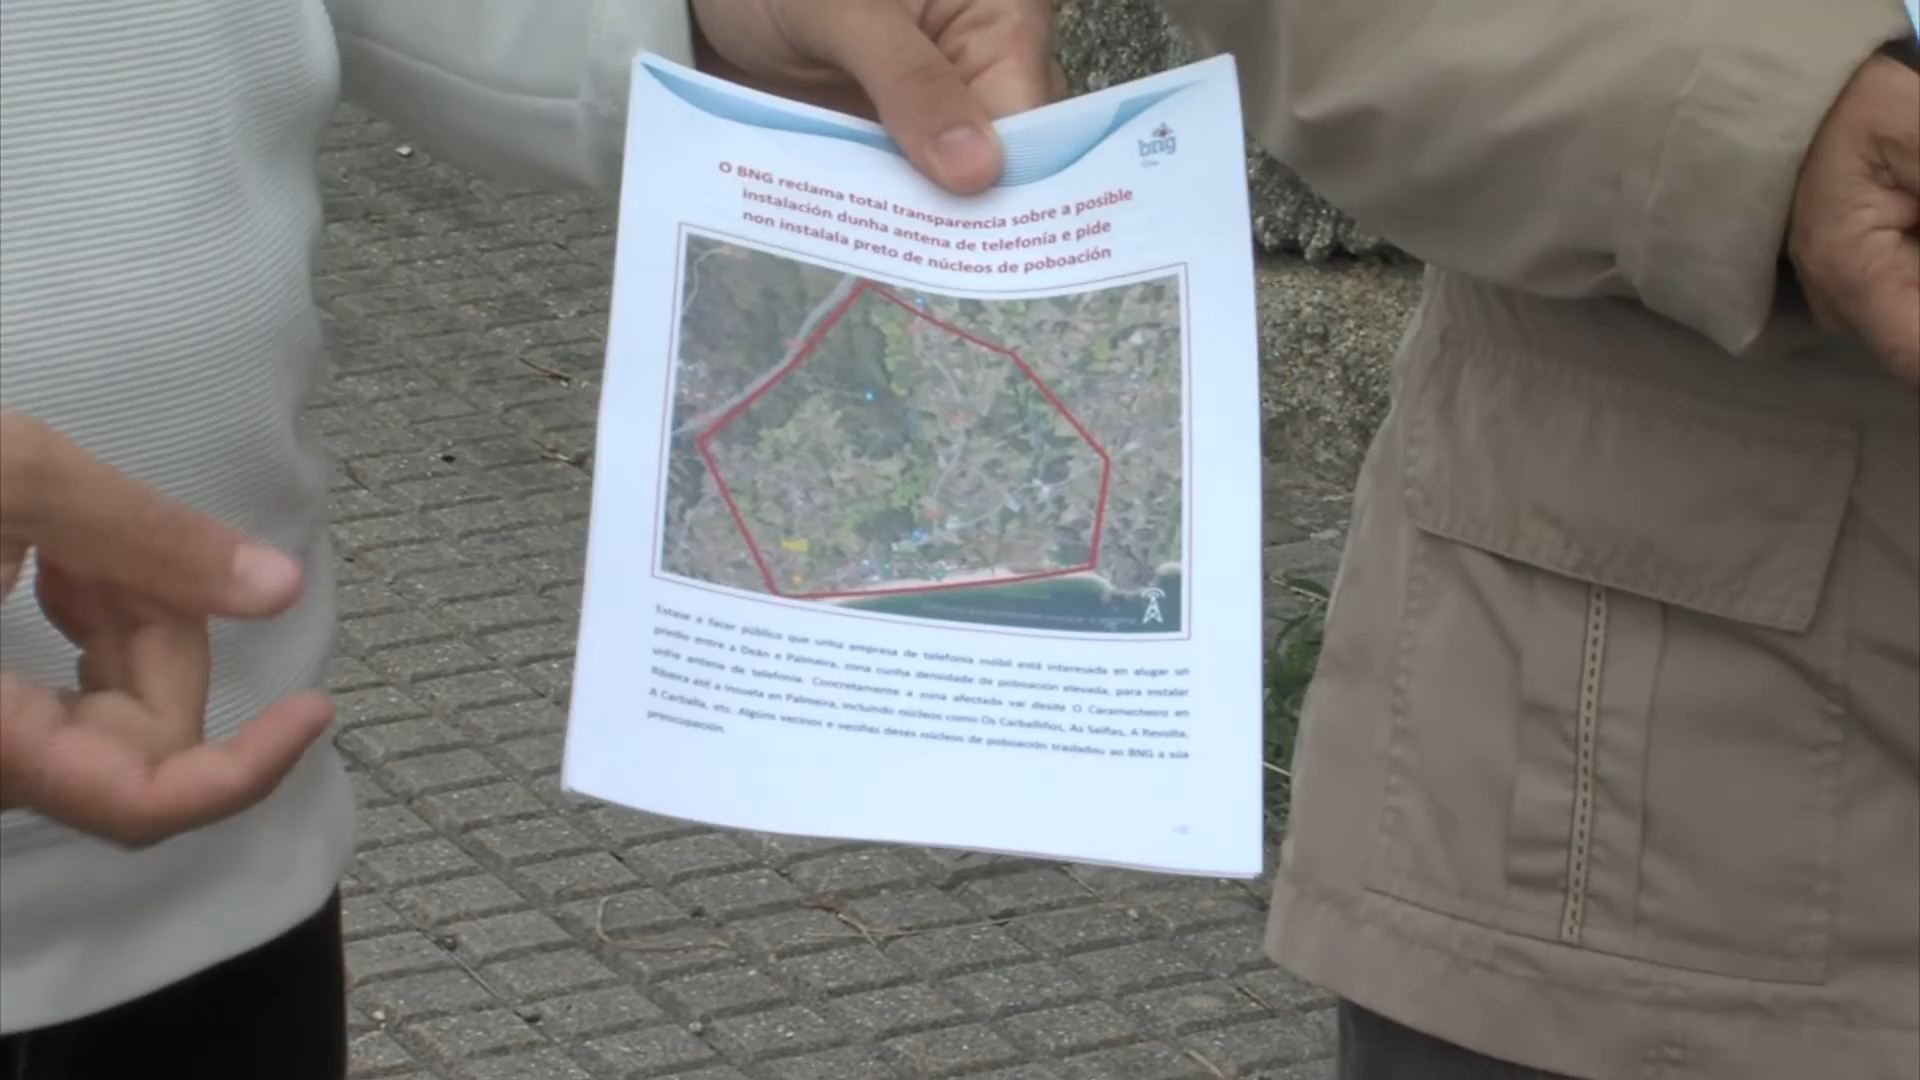 bng
O BNG reclama total transparencia sobre a posible
instalación dunha antena de telefonía e pide
non instalala preto de núcleos de poboación
Estase a facer público que unha empresa de telefonía móbil está interesada en alugar un
predio entre a Deán e Palmeira, zona cunha densidade de poboación elevada, para instalar
unha antena de telefonía. Concretamente a zona afectada vai desde O Caramecheiro en
Ribeira até a Insuela en Palmeira, incluíndo núcleos como Os Carballiños, As Saíñas, A Revolta,
A Carballa, etc. Algúns veciños e veciñas deses núcleos de poboación trasladou ao BNG a súa
preocupación.